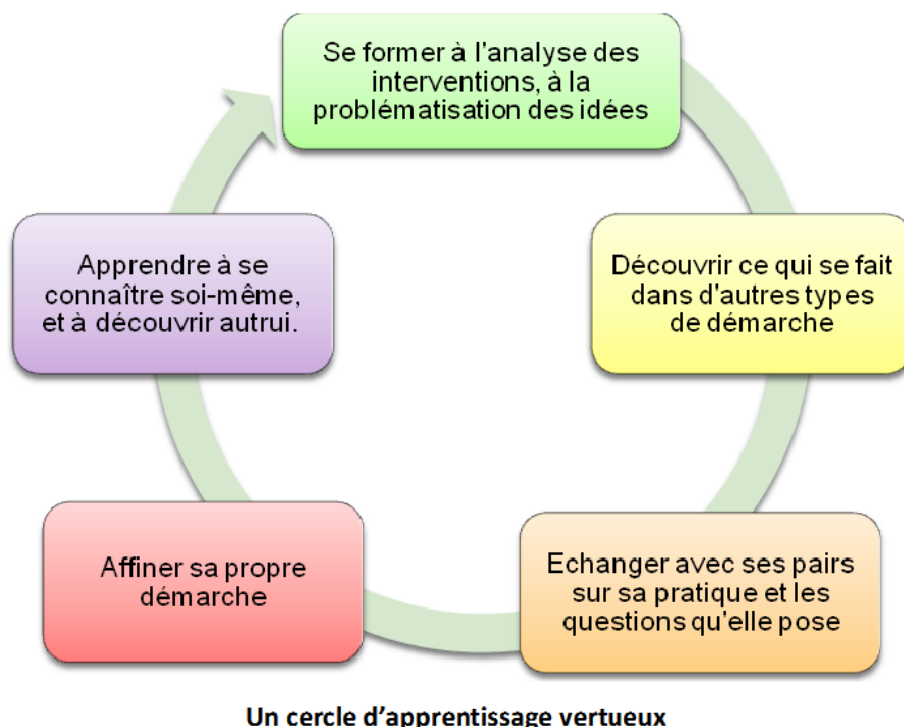 Se former à l'analyse des
interventions, à la
problématisation des idées
Découvrir ce qui se fait
dans d'autres types
de démarche
Echanger avec ses pairs
sur sa pratique et les
questions qu'elle pose
Affiner sa propre
démarche
Apprendre à se
connaître soi-même,
et à découvrir autrui.
Un cercle d'apprentissage vertueux